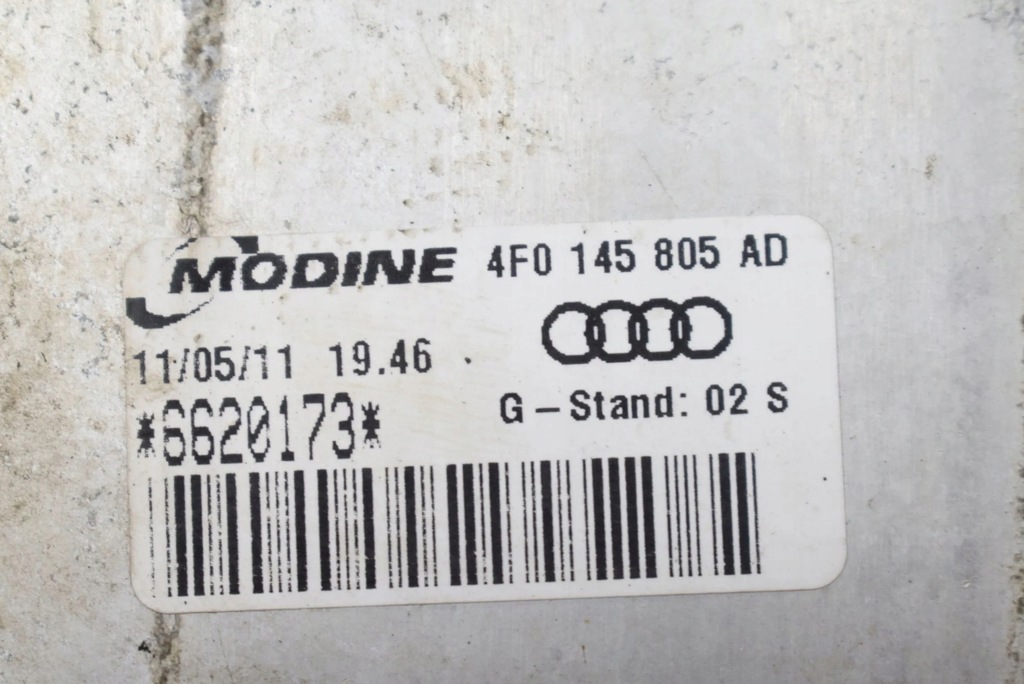 MODINE 4F0 145 805 AD
11/05/11 19.46
G-Stand: 02 S
*6620173*